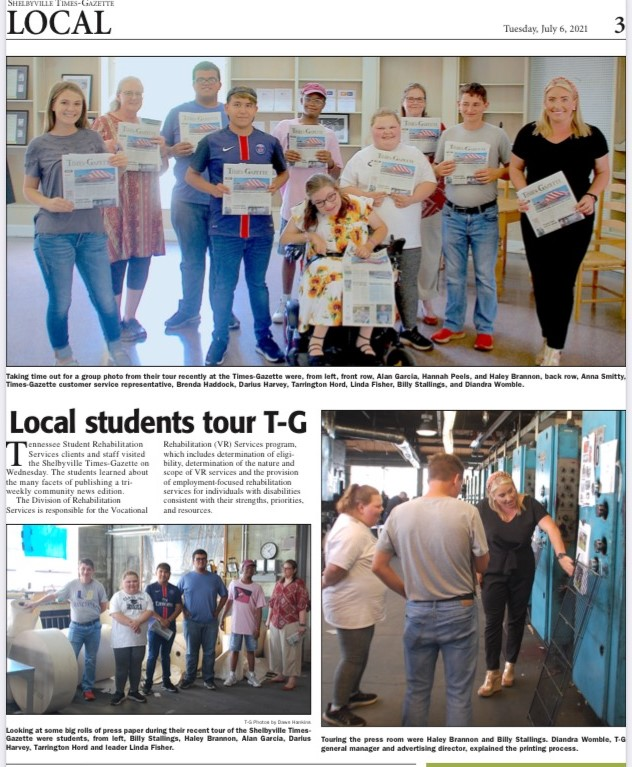 SHELBYVILLE TIMES-GAZETTE
LOCAL
Tuesday, July 6, 2021
3
Taking time out for a group photo from their tour recently at the Times-Gazette were, from left, front row, Alan Garcia, Hannah Peels, and Haley Brannon, back row, Anna Smitty,
Times-Gazette customer service representative, Brenda Haddock, Darius Harvey, Tarrington Hord, Linda Fisher, Billy Stallings, and Diandra Womble.
Local students tour T-G
Tennessee Student Rehabilitation
Services clients and staff visited
the Shelbyville Times-Gazette on
Wednesday. The students learned about
the many facets of publishing a tri-
weekly community news edition.
The Division of Rehabilitation
Services is responsible for the Vocational
Rehabilitation (VR) Services program,
which includes determination of eligi-
bility, determination of the nature and
scope of VR services and the provision
of employment-focused rehabilitation
services for individuals with disabilities
consistent with their strengths, priorities,
and resources.
T-G Photos by Dawn Hankins
Looking at some big rolls of press paper during their recent tour of the Shelbyville Times-
Gazette were students, from left, Billy Stallings, Haley Brannon, Alan Garcia, Darius
Harvey, Tarrington Hord and leader Linda Fisher.
Touring the press room were Haley Brannon and Billy Stallings. Diandra Womble, T-G
general manager and advertising director, explained the printing process.